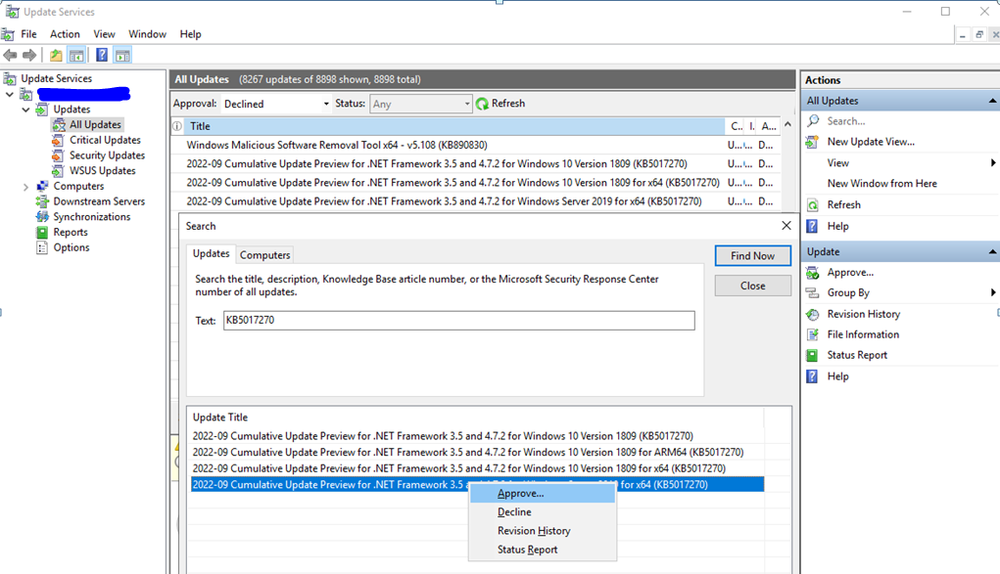 Update Services
File Action View Window Help
Update Services
Updates
All Updates
Critical Updates
Security Updates
WSUS Updates
Computers
Downstream Servers
Synchronizations
Reports
Options
All Updates (8267 updates of 8898 shown, 8898 total)
Approval: Declined Status: Any Refresh
Title C... I. A...
Windows Malicious Software Removal Tool x64 - v5.108 (KB890830) U... ... D...
2022-09 Cumulative Update Preview for .NET Framework 3.5 and 4.7.2 for Windows 10 Version 1809 (KB5017270) U... ... D...
2022-09 Cumulative Update Preview for .NET Framework 3.5 and 4.7.2 for Windows 10 Version 1809 for x64 (KB5017270) U... ... D...
2022-09 Cumulative Update Preview for .NET Framework 3.5 and 4.7.2 for Windows Server 2019 for x64 (KB5017270) U... ... D...
Search
Updates Computers
Search the title, description, Knowledge Base article number, or the Microsoft Security Response Center
number of all updates.
Text: KB5017270
Find Now
Close
Update Title
2022-09 Cumulative Update Preview for .NET Framework 3.5 and 4.7.2 for Windows 10 Version 1809 (KB5017270)
2022-09 Cumulative Update Preview for .NET Framework 3.5 and 4.7.2 for Windows 10 Version 1809 for ARM64 (KB5017270)
2022-09 Cumulative Update Preview for .NET Framework 3.5 and 4.7.2 for Windows 10 Version 1809 for x64 (KB5017270)
2022-09 Cumulative Update Preview for .NET Framework 3.5 for x64 (KB5017270)
Approve...
Decline
Revision History
Status Report
Actions
All Updates
Search...
New Update View...
View
New Window from Here
Refresh
Help
Update
Approve...
Group By
Revision History
File Information
Status Report
Help